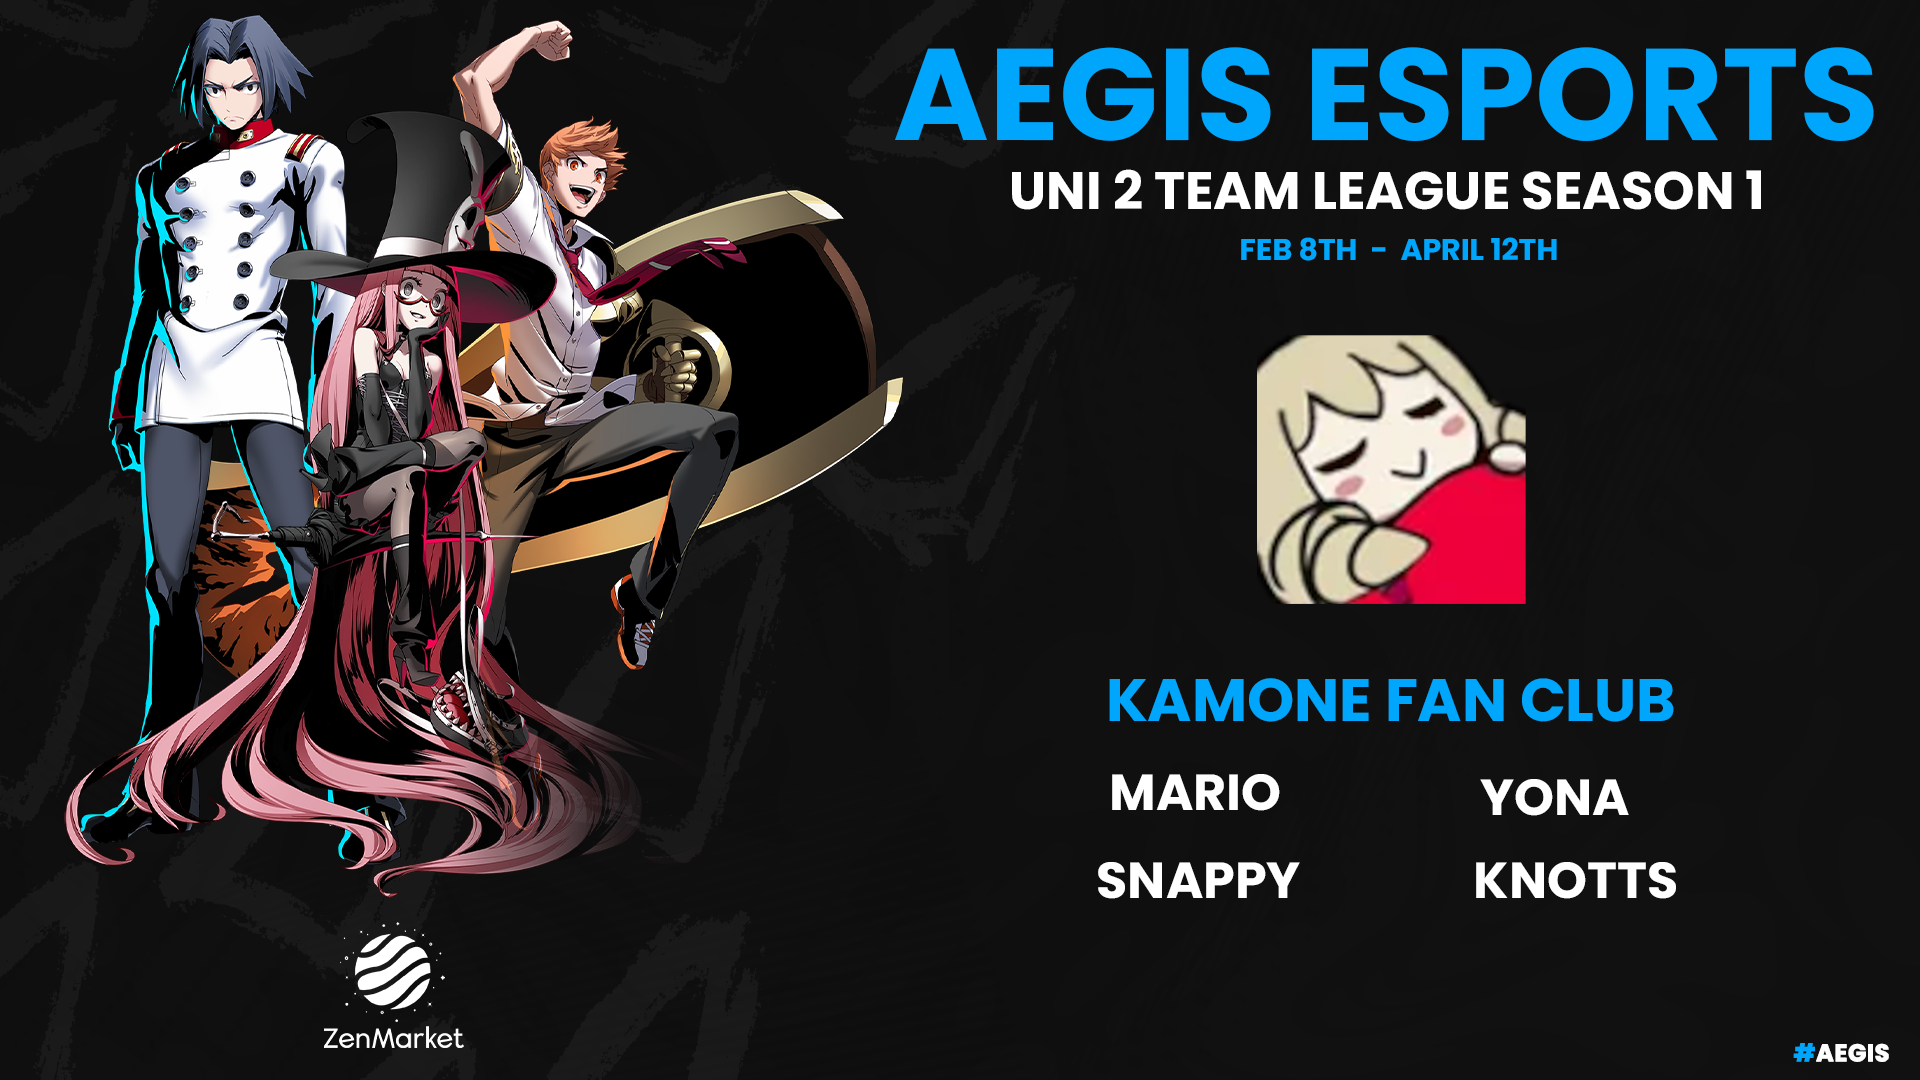 AEGIS ESPORTS
UNI 2 TEAM LEAGUE SEASON 1
FEB 8TH - APRIL 12TH
KAMONE FAN CLUB
MARIO
YONA
SNAPPY
KNOTTS
ZenMarket
#AEGIS